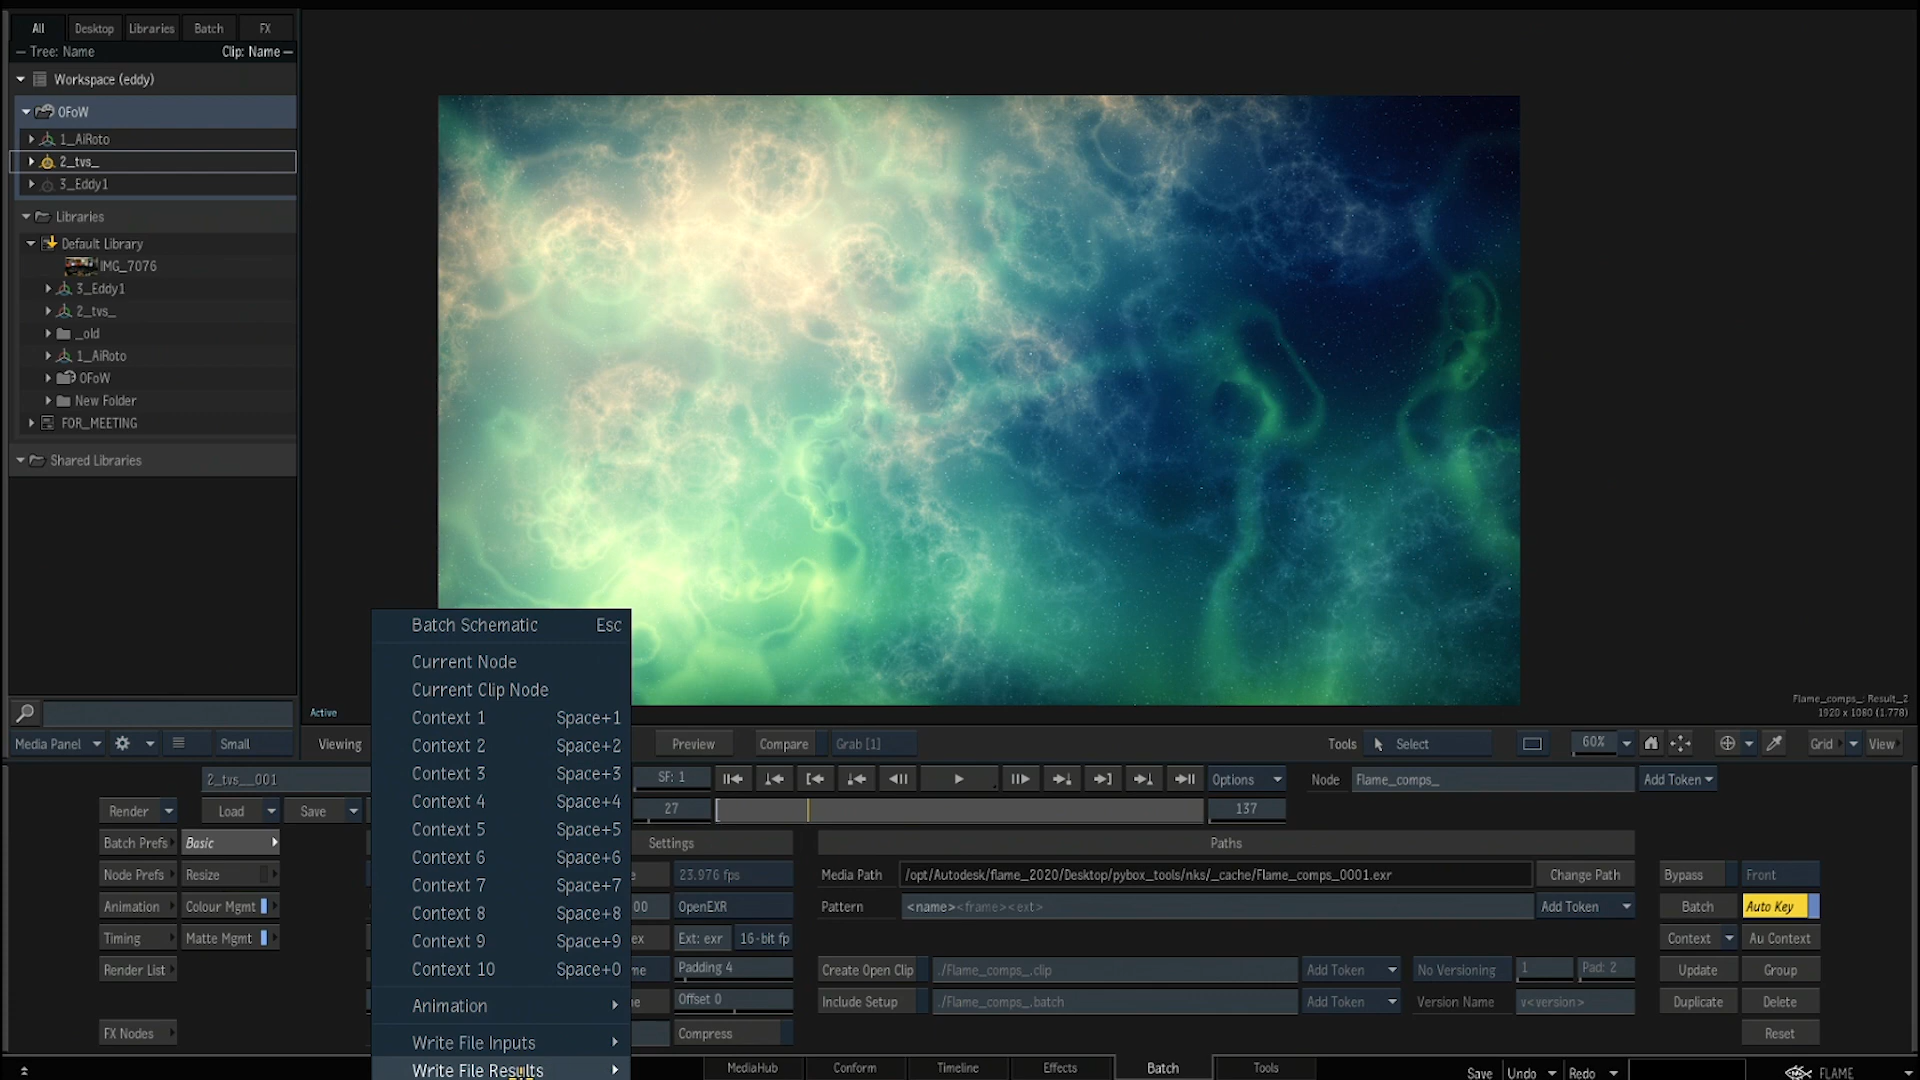 All
Desktop
Libraries
Batch
FX
Tree: Name
Clip: Name
Workspace (eddy)
OFoW
1_AiRoto
2_tvs_
3_Eddy1
Libraries
Default Library
IMG_7076
3_Eddy1
2_tvs_
_old
1_AiRoto
OFoW
New Folder
FOR_MEETING
Shared Libraries
Active
Flame_comps_: Result_2
1920 x 1080 (1.778)
Media Panel
Small
Viewing
Preview
Compare
Grab [1]
Tools
Select
60%
Grid
View
Batch Schematic Esc
Current Node
Current Clip Node
Context 1 Space+1
Context 2 Space+2
Context 3 Space+3
Context 4 Space+4
Context 5 Space+5
Context 6 Space+6
Context 7 Space+7
Context 8 Space+8
Context 9 Space+9
Context 10 Space+0
Animation
Write File Inputs
Write File Results
2_tvs__001
Render
Load
Save
Batch Prefs
Basic
Node Prefs
Resize
Animation
Colour Mgmt
Timing
Matte Mgmt
Render List
FX Nodes
SF: 1
Options
Node
Flame_comps_
Add Token
27
137
Settings
Paths
23.976 fps
Media Path
/opt/Autodesk/flame_2020/Desktop/pybox_tools/nks/_cache/Flame_comps_0001.exr
Change Path
Bypass
Front
00
OpenEXR
Pattern
<name><frame><ext>
Add Token
Batch
Auto Key
ex
Ext: exr
16-bit fp
Context
Au Context
me
Padding 4
Create Open Clip
./Flame_comps_.clip
Add Token
No Versioning
1
Pad: 2
Update
Group
e
Offset 0
Include Setup
./Flame_comps_.batch
Add Token
Version Name
v<version>
Duplicate
Delete
Compress
Reset
MediaHub
Conform
Timeline
Effects
Batch
Tools
Save
Undo
Redo
FLAME